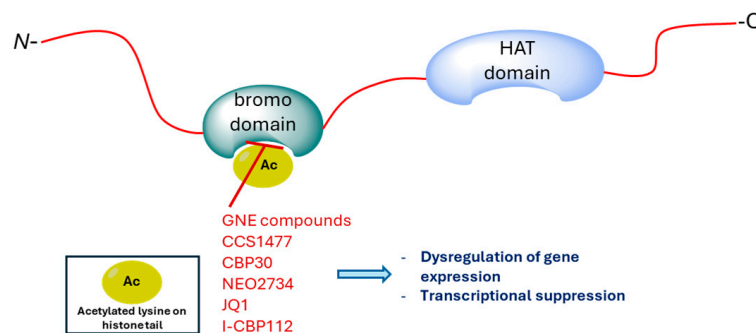 N-
-C
HAT
domain
bromo
domain
Ac
GNE compounds
CCS1477
CBP30
NEO2734
JQ1
I-CBP112
- Dysregulation of gene
expression
- Transcriptional suppression
Ac
Acetylated lysine on
histone tail